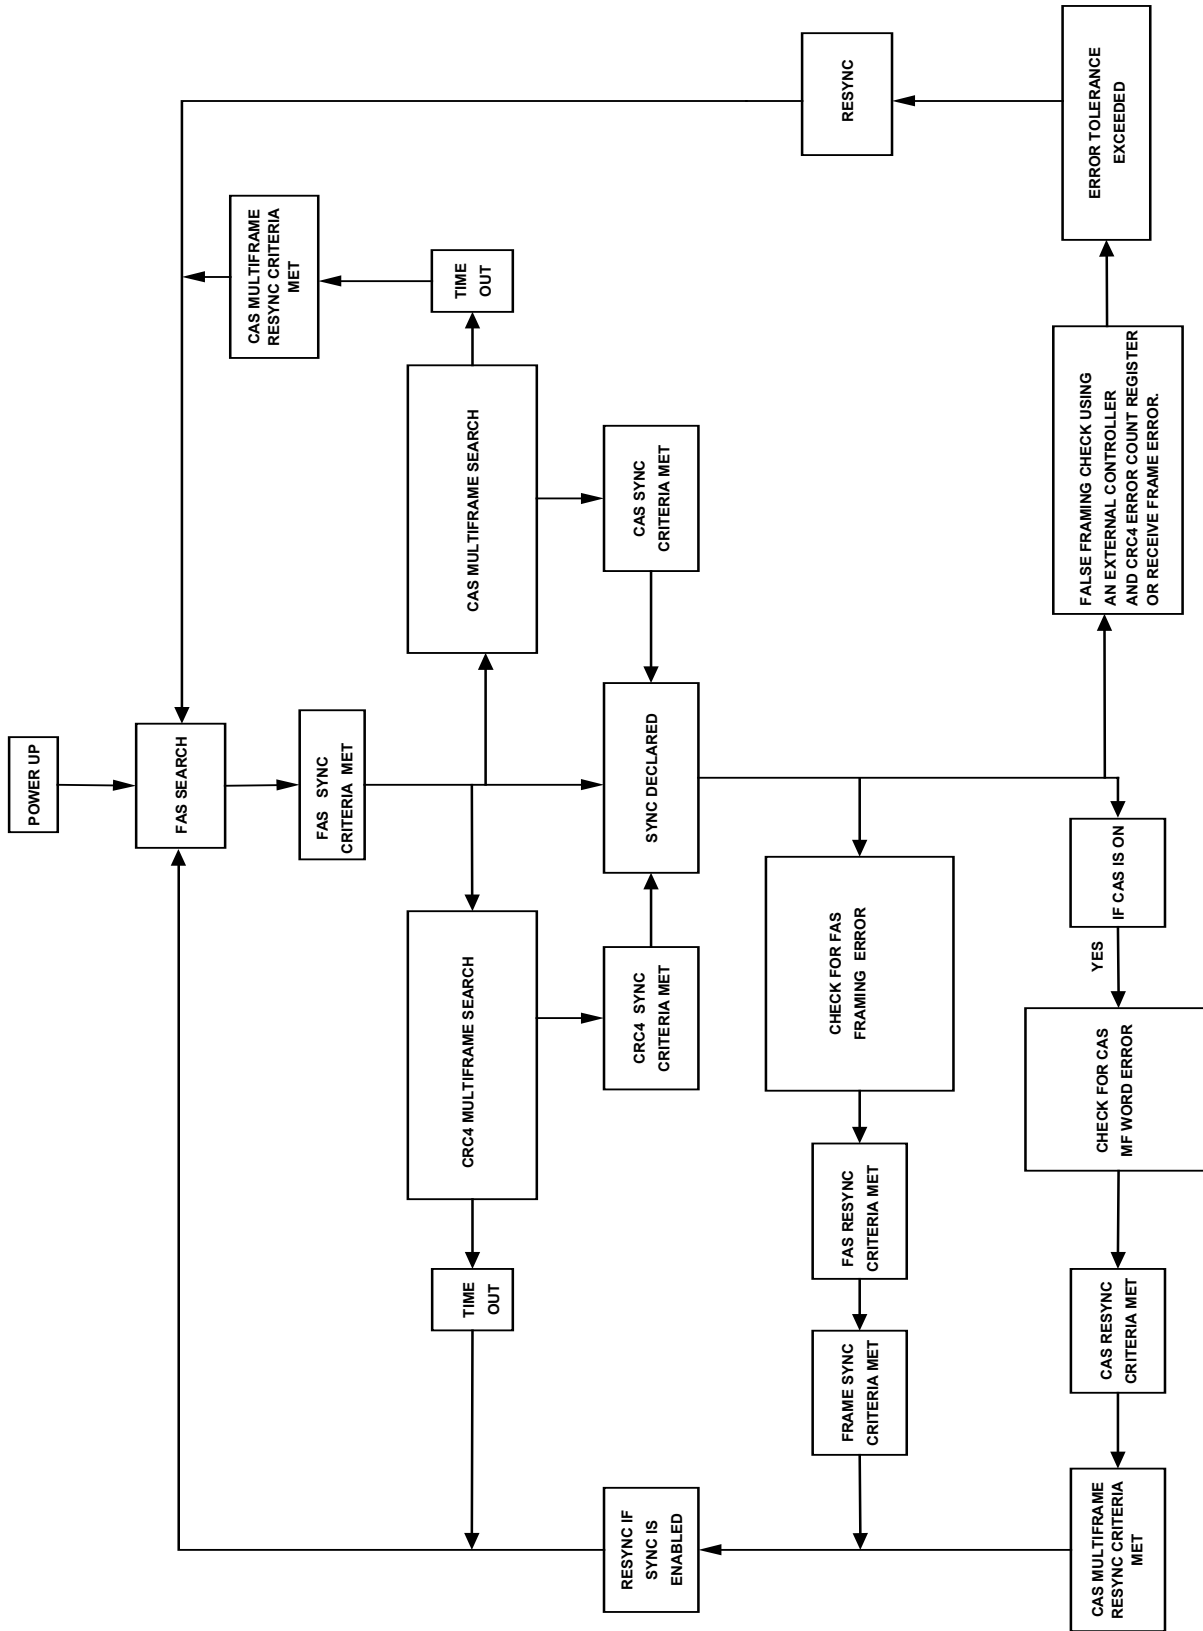 POWER UP
FAS SEARCH
FAS SYNC
CRITERIA MET
CRC4 MULTIFRAME SEARCH
CAS MULTIFRAME SEARCH
TIME
OUT
TIME
OUT
CAS MULTIFRAME
RESYNC CRITERIA
MET
CRC4 SYNC
CRITERIA MET
SYNC DECLARED
CAS SYNC
CRITERIA MET
RESYNC IF
SYNC IS
ENABLED
FRAME SYNC
CRITERIA MET
FAS RESYNC
CRITERIA MET
CHECK FOR FAS
FRAMING ERROR
RESYNC
CAS MULTIFRAME
RESYNC CRITERIA
MET
CAS RESYNC
CRITERIA MET
CHECK FOR CAS
MF WORD ERROR
YES
IF CAS IS ON
FALSE FRAMING CHECK USING
AN EXTERNAL CONTROLLER
AND CRC4 ERROR COUNT REGISTER
OR RECEIVE FRAME ERROR.
ERROR TOLERANCE
EXCEEDED